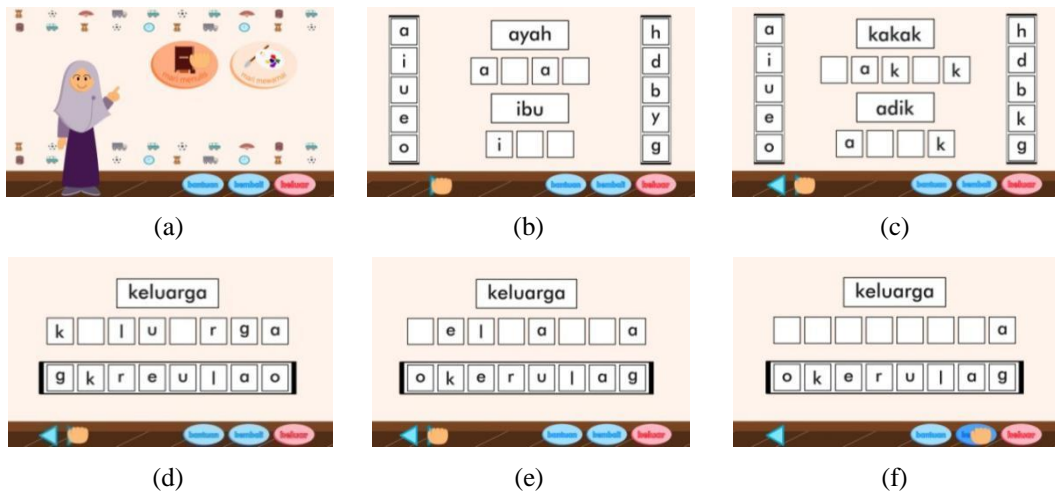 mari menulis
mari mewarnai
bantuan kembali keluar
(a)
a
i
u
e
o
ayah
a a
ibu
i
h
d
b
y
g
bantuan kembali keluar
(b)
a
i
u
e
o
kakak
a k k
adik
a k
h
d
b
k
g
bantuan kembali keluar
(c)
keluarga
k l u r g a
g k r e u l a o
bantuan kembali keluar
(d)
keluarga
e l a a
o k e r u l a g
bantuan kembali keluar
(e)
keluarga
a
o k e r u l a g
bantuan keluar
(f)